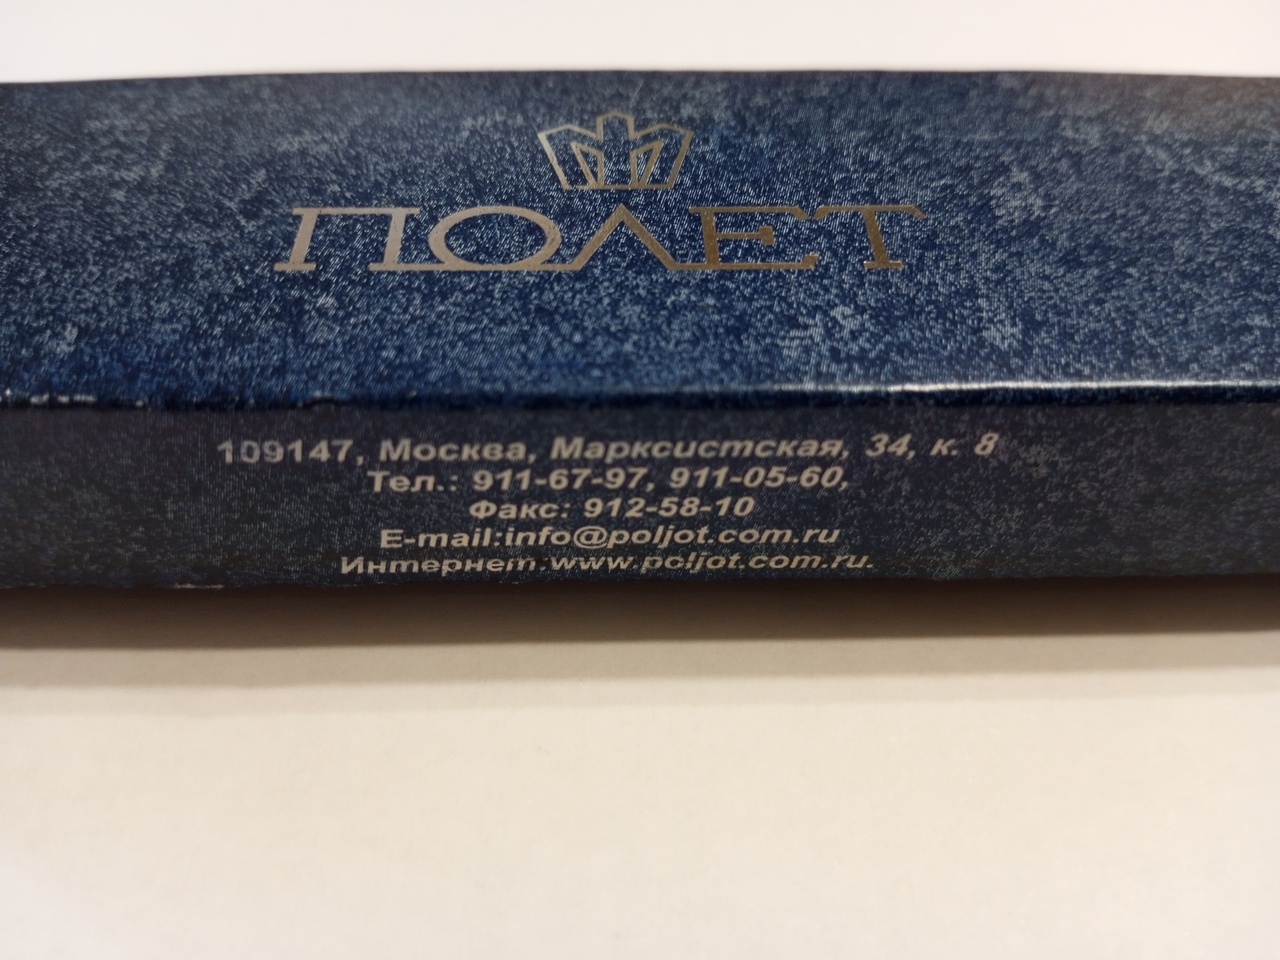 ПОЛЕТ
109147, Москва, Марксистская, 34, к. 8
Тел.: 911-67-97, 911-05-60,
Факс: 912-58-10
E-mail:info@poljot.com.ru
Интернет.www.poljot.com.ru.